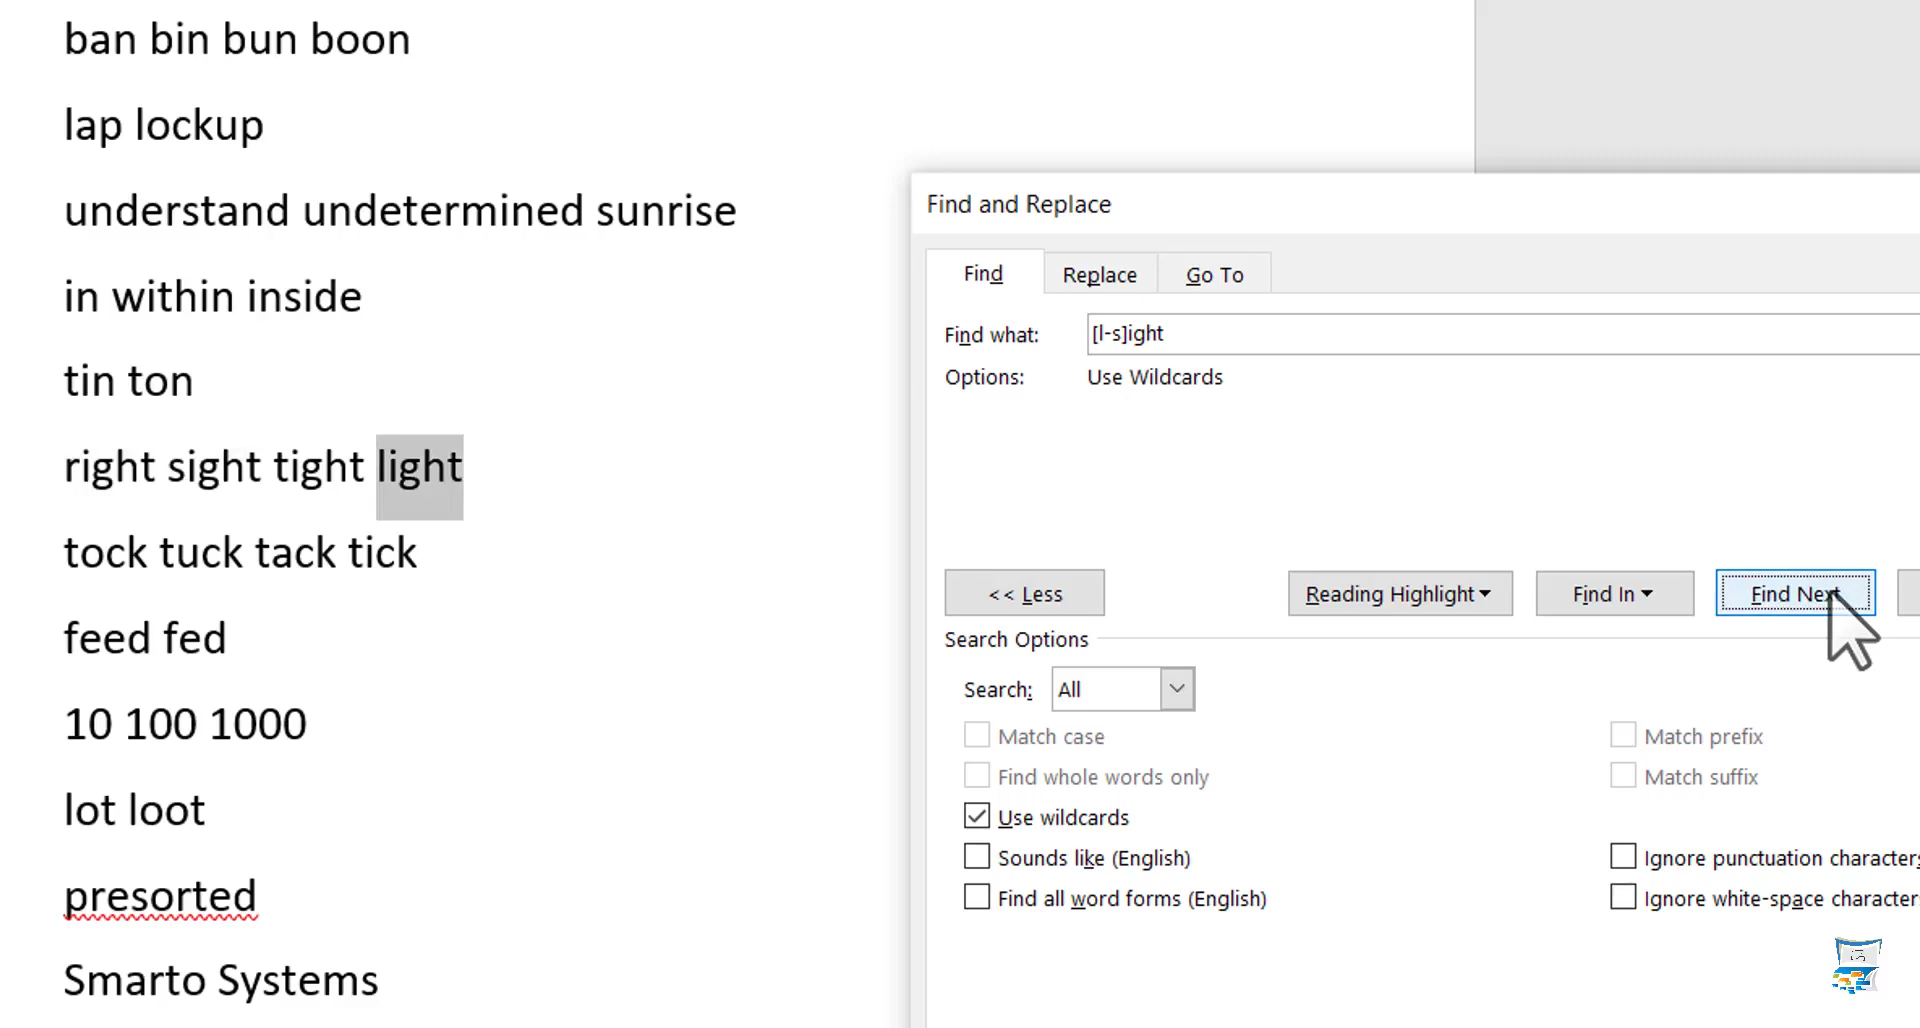 ban bin bun boon
lap lockup
understand undetermined sunrise
in within inside
tin ton
right sight tight light
tock tuck tack tick
feed fed
10 100 1000
lot loot
presorted
Smarto Systems
Find and Replace
Find Replace Go To
Find what: [l-s]ight
Options: Use Wildcards
<< Less Reading Highlight Find In Find Next
Search Options
Search: All
Match case Match prefix
Find whole words only Match suffix
Use wildcards
Sounds like (English) Ignore punctuation characters
Find all word forms (English) Ignore white-space characters